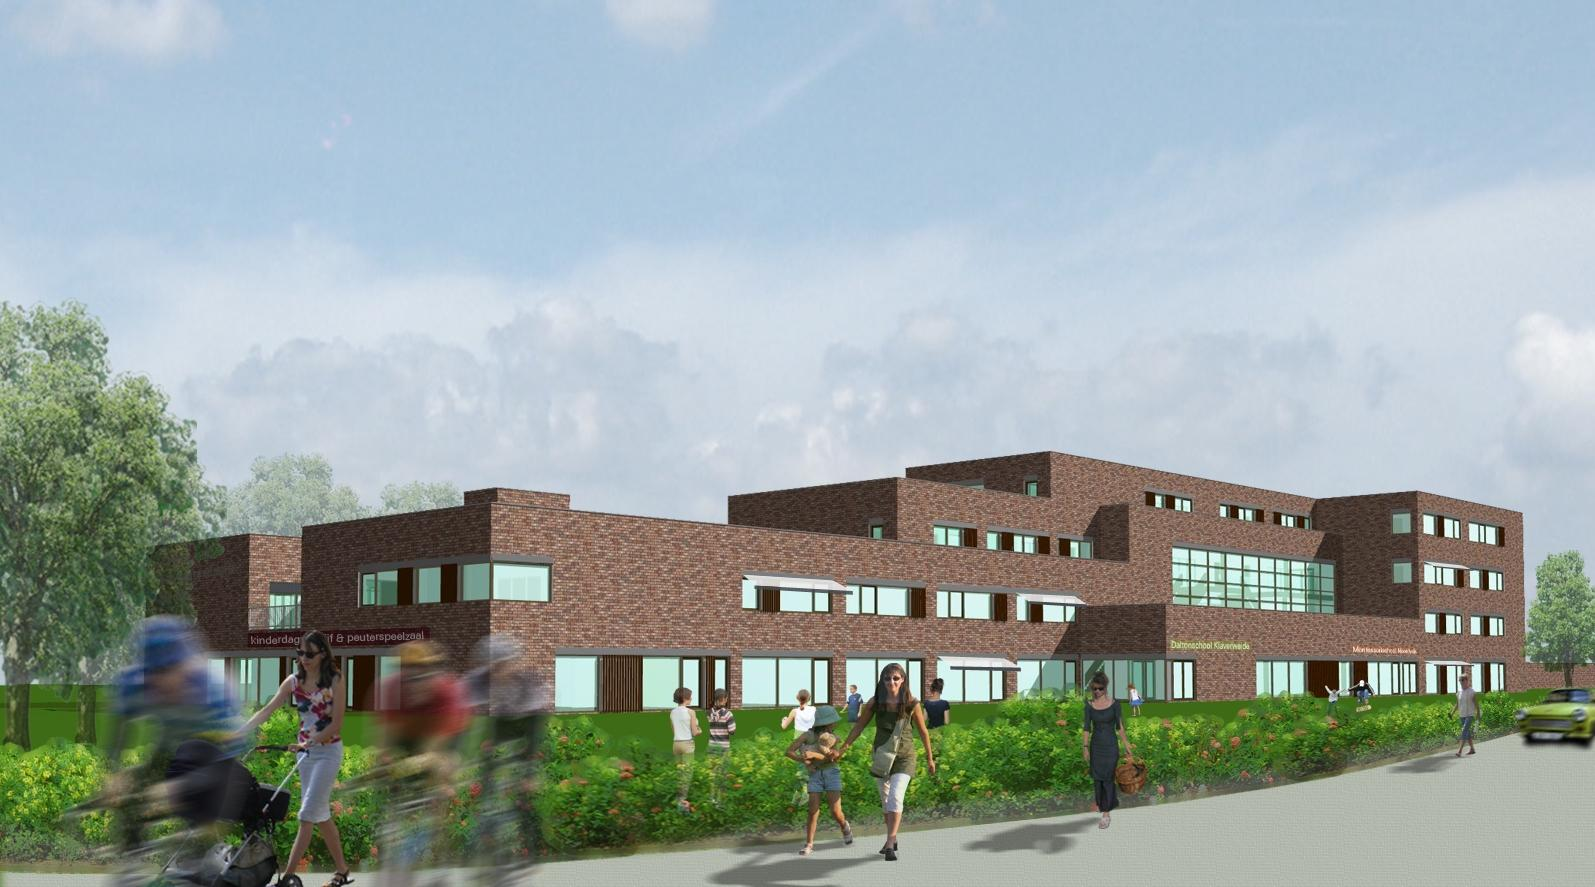 kinderdag & peuterspeelzaal
Daltonschool Klaverweide
Montessorischool